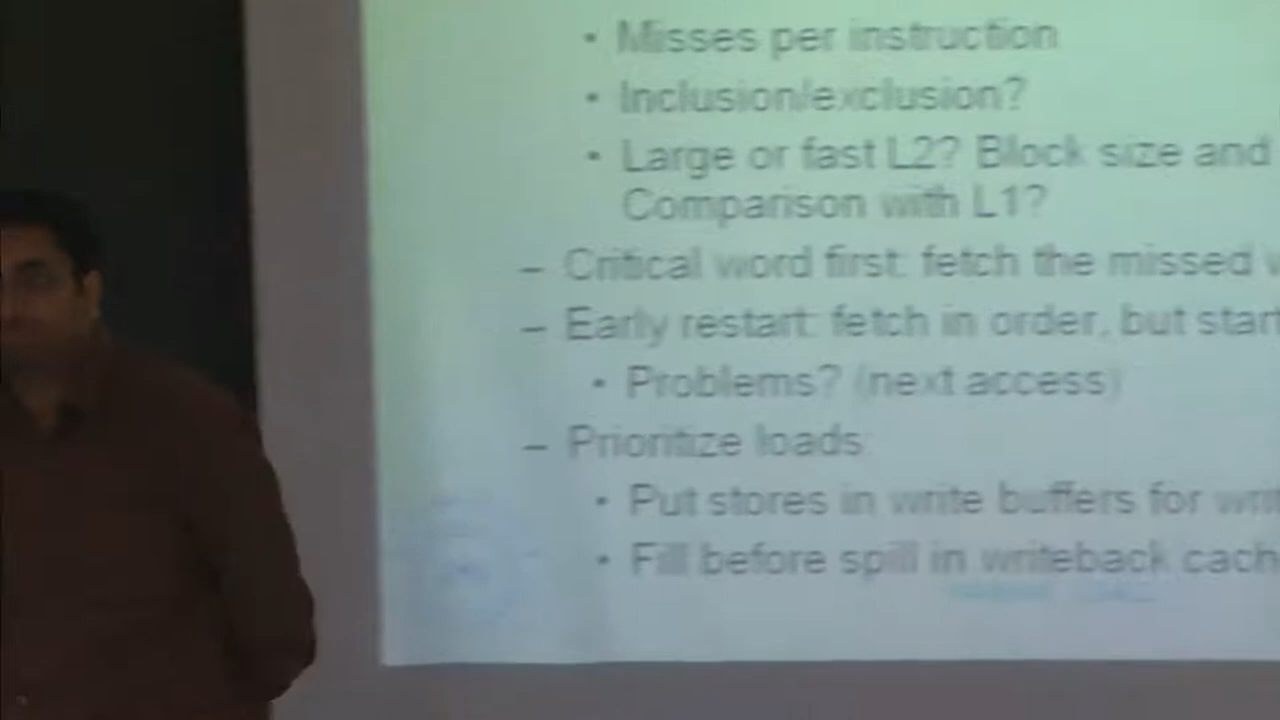 • Misses per instruction
• Inclusion/exclusion?
• Large or fast L2? Block size and
Comparison with L1?
– Critical word first: fetch the missed
– Early restart: fetch in order, but start
• Problems? (next access)
– Prioritize loads
• Put stores in write buffers for
• Fill before spill in writeback